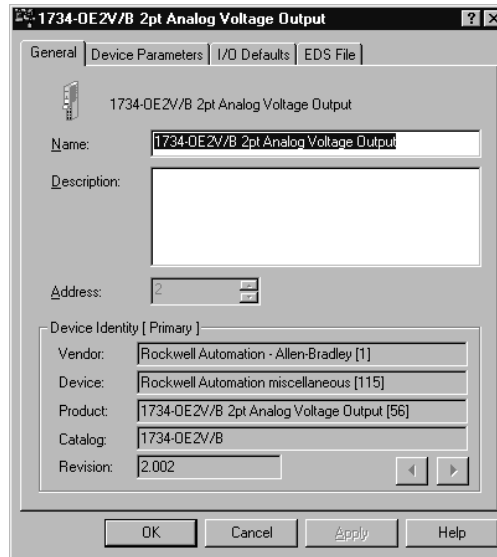 1734-OE2V/B 2pt Analog Voltage Output
General Device Parameters I/O Defaults EDS File
1734-OE2V/B 2pt Analog Voltage Output
Name: 1734-OE2V/B 2pt Analog Voltage Output
Description:
Address: 2
Device Identity [ Primary ]
Vendor: Rockwell Automation - Allen-Bradley [1]
Device: Rockwell Automation miscellaneous [115]
Product: 1734-OE2V/B 2pt Analog Voltage Output [56]
Catalog: 1734-OE2V/B
Revision: 2.002
OK Cancel Apply Help